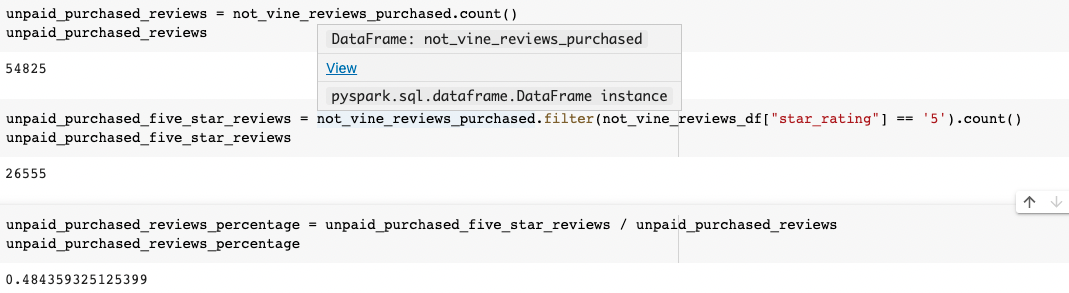 unpaid_purchased_reviews = not_vine_reviews_purchased.count()
unpaid_purchased_reviews
DataFrame: not_vine_reviews_purchased
View
pyspark.sql.dataframe.DataFrame instance
54825
unpaid_purchased_five_star_reviews = not_vine_reviews_purchased.filter(not_vine_reviews_df["star_rating"] == '5').count()
unpaid_purchased_five_star_reviews
26555
unpaid_purchased_reviews_percentage = unpaid_purchased_five_star_reviews / unpaid_purchased_reviews
unpaid_purchased_reviews_percentage
0.484359325125399